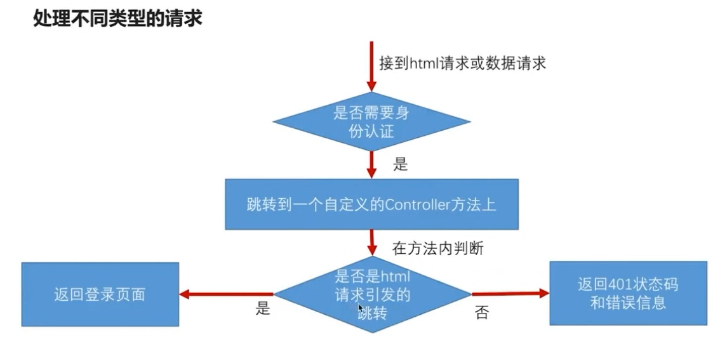 处理不同类型的请求
接到html请求或数据请求
是否需要身
份认证
是
跳转到一个自定义的Controller方法上
在方法内判断
是否是html
请求引发的
跳转
返回登录页面
是
否
返回401状态码
和错误信息